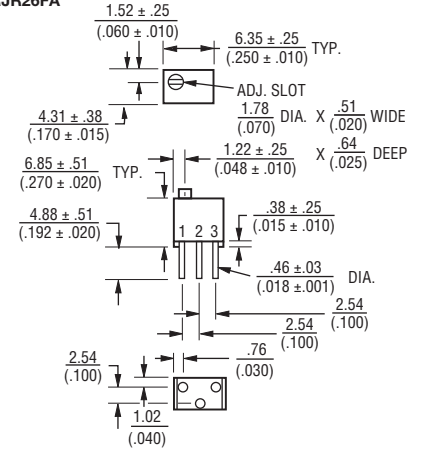 1.52 ± .25
(.060 ± .010)
6.35 ± .25
(.250 ± .010)
TYP.
ADJ. SLOT
1.78
(.070)
DIA. X
.51
(.020)
WIDE
X
.64
(.025)
DEEP
4.31 ± .38
(.170 ± .015)
1.22 ± .25
(.048 ± .010)
6.85 ± .51
(.270 ± .020)
TYP.
4.88 ± .51
(.192 ± .020)
.38 ± .25
(.015 ± .010)
1 2 3
.46 ±.03
(.018 ±.001)
DIA.
2.54
(.100)
2.54
(.100)
2.54
(.100)
.76
(.030)
1.02
(.040)